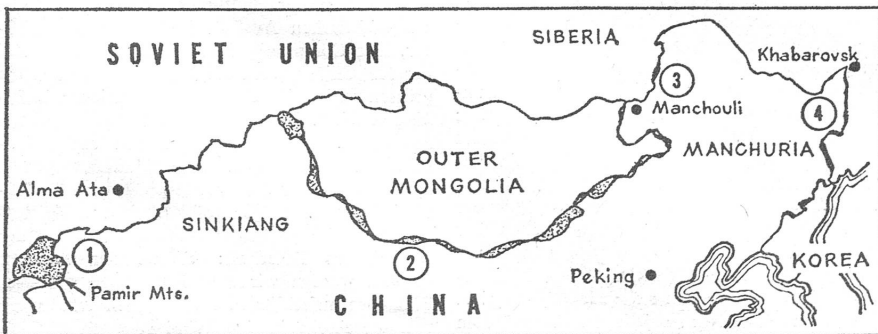 SOVIET UNION
SIBERIA
Khabarovsk
3
Manchouli
4
OUTER
MONGOLIA
MANCHURIA
Alma Ata
SINKIANG
1
2
Peking
KOREA
Pamir Mts.
CHINA